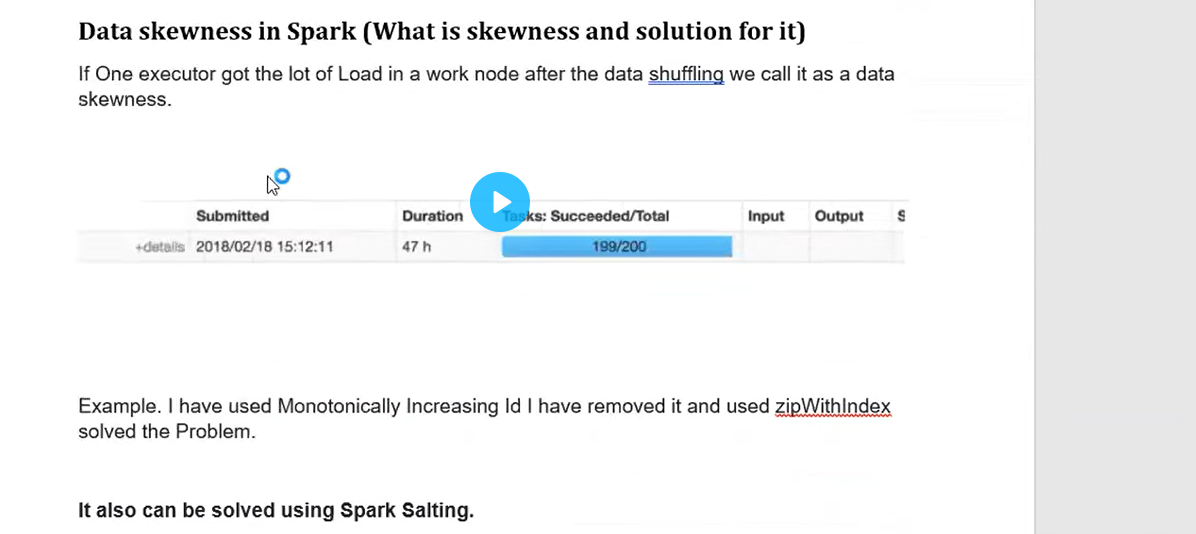 Data skewness in Spark (What is skewness and solution for it)
If One executor got the lot of Load in a work node after the data shuffling we call it as a data
skewness.
Submitted Duration Tasks: Succeeded/Total Input Output S
+details 2018/02/18 15:12:11 47 h 199/200
Example. I have used Monotonically Increasing Id I have removed it and used zipWithIndex
solved the Problem.
It also can be solved using Spark Salting.